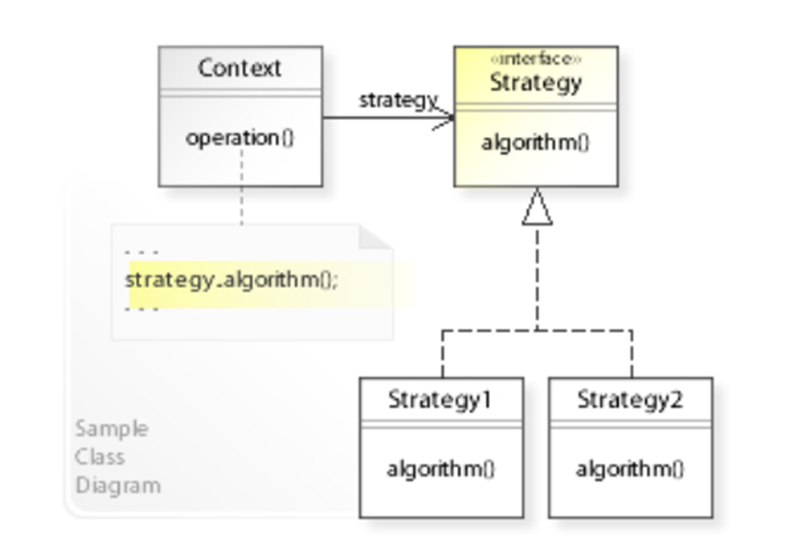 Context
operation()
strategy
«interface»
Strategy
algorithm()
- - -
strategy.algorithm();
- - -
Strategy1
algorithm()
Strategy2
algorithm()
Sample
Class
Diagram